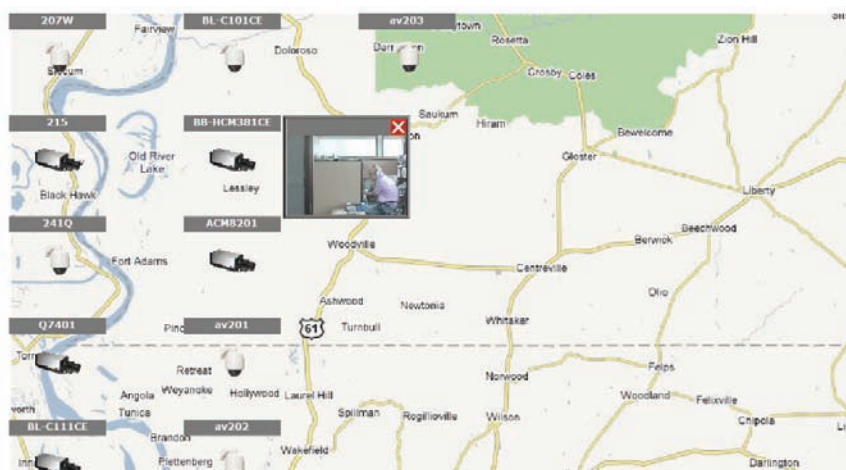 207W
BL-C101CE
av203
Fairview
Doloroso
Rosetta
Zion Hill
Crosby
Coles
Saukum
Hiram
Bewelcome
215
BB-HCM381CE
Old River
Lake
Gloster
Black Hawk
Lessley
Liberty
241Q
ACM8201
Beechwood
Woodville
Berwick
Fort Adams
Centreville
Olio
Ashwood
Newtonia
Q7401
av201
61
Turnbull
Whitaker
Retreat
Felps
Angola
Weyanoke
Hollywood
Laurel Hill
Norwood
Woodland
Felixville
Tunica
Spillman
Rogillioville
Wilson
Chipola
BL-C111CE
av202
Brandon
Wakefield
Plettenberg
Darlington